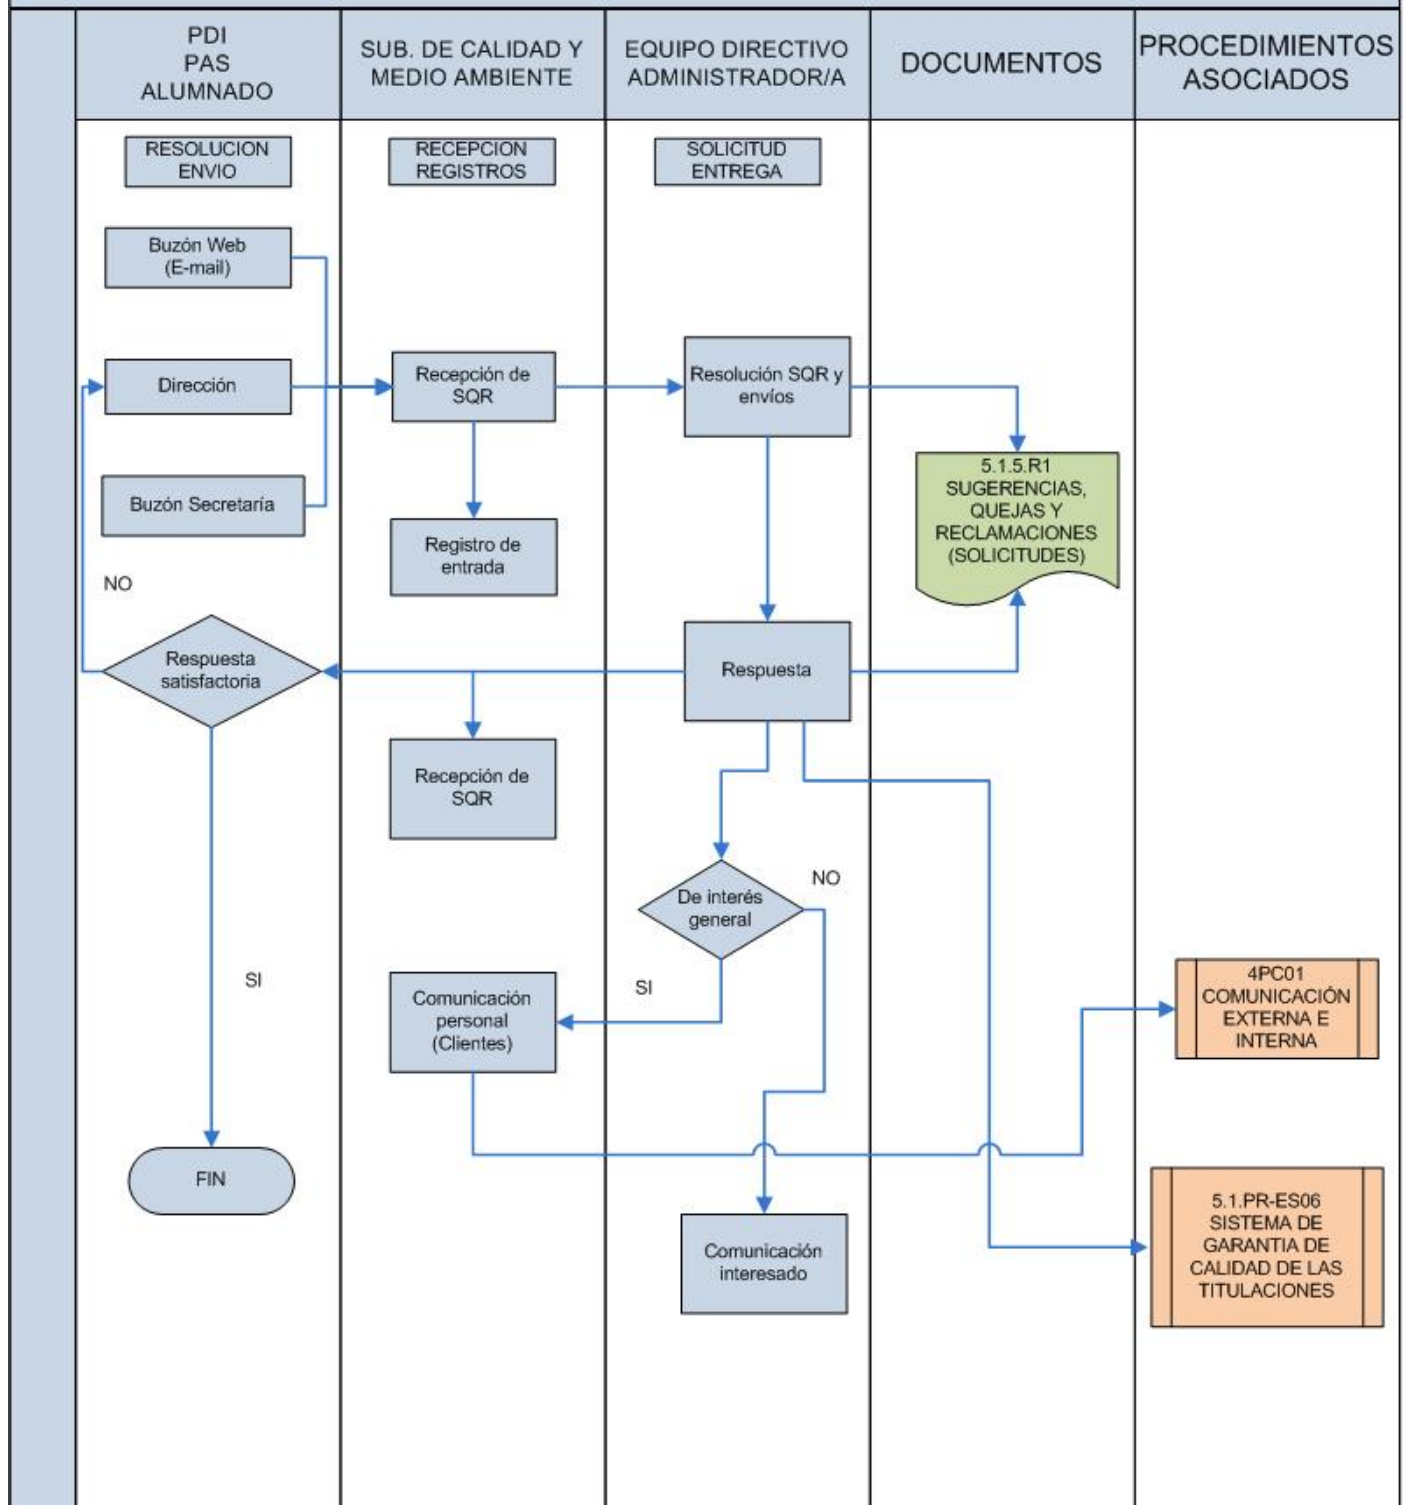 PDI
PAS
ALUMNADO
SUB. DE CALIDAD Y
MEDIO AMBIENTE
EQUIPO DIRECTIVO
ADMINISTRADOR/A
DOCUMENTOS
PROCEDIMIENTOS
ASOCIADOS
RESOLUCION
ENVIO
RECEPCION
REGISTROS
SOLICITUD
ENTREGA
Buzón Web
(E-mail)
Dirección
Recepción de
SQR
Resolución SQR y
envíos
Buzón Secretaría
Registro de
entrada
5.1.5.R1
SUGERENCIAS,
QUEJAS Y
RECLAMACIONES
(SOLICITUDES)
NO
Respuesta
satisfactoria
Respuesta
Recepción de
SQR
De interés
general
NO
SI
SI
Comunicación
personal
(Clientes)
4PC01
COMUNICACIÓN
EXTERNA E
INTERNA
FIN
Comunicación
interesado
5.1.PR-ES06
SISTEMA DE
GARANTIA DE
CALIDAD DE LAS
TITULACIONES